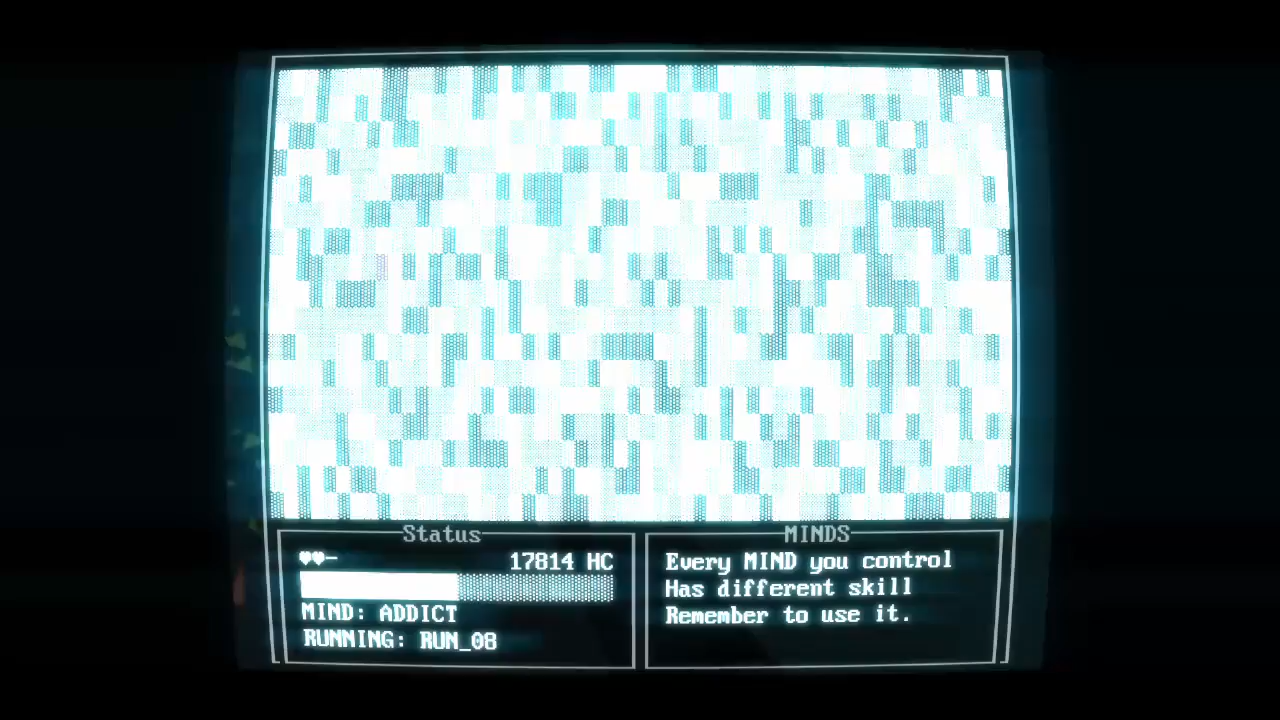 Status
♥♥– 17814 HC
MIND: ADDICT
RUNNING: RUN_08
MINDS
Every MIND you control
Has different skill
Remember to use it.